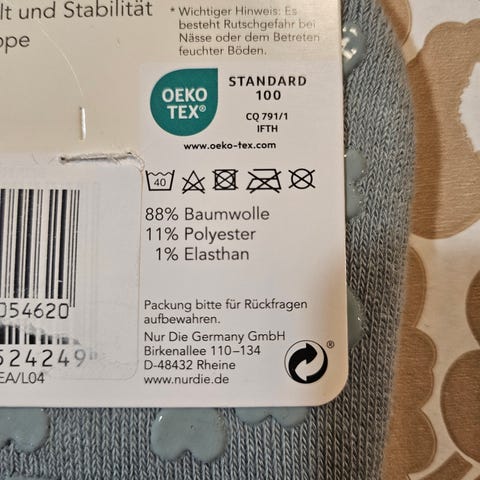 lt und Stabilität
ppe
* Wichtiger Hinweis: Es
besteht Rutschgefahr bei
Nässe oder dem Betreten
feuchter Böden.
OEKO
TEX®
STANDARD
100
CQ 791/1
IFTH
www.oeko-tex.com
40
88% Baumwolle
11% Polyester
1% Elasthan
054620
524249
EA/L04
Packung bitte für Rückfragen
aufbewahren.
Nur Die Germany GmbH
Birkenallee 110–134
D-48432 Rheine
www.nurdie.de
®